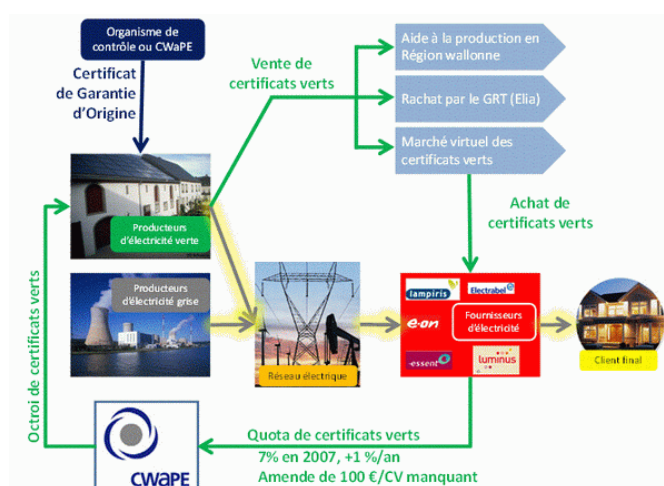 Organisme de
contrôle ou CWaPE
Certificat
de Garantie
d'Origine
Vente de
certificats verts
Aide à la production en
Région wallonne
Rachat par le GRT (Elia)
Marché virtuel des
certificats verts
Achat de
certificats verts
Producteurs
d'électricité verte
Producteurs
d'électricité grise
Réseau électrique
lampiris
Electrabel
Fournisseurs
d'électricité
e·on
essent
Luminus
Client final
Octroi de certificats verts
Quota de certificats verts
7% en 2007, +1 %/an
Amende de 100 €/CV manquant
CWAPE